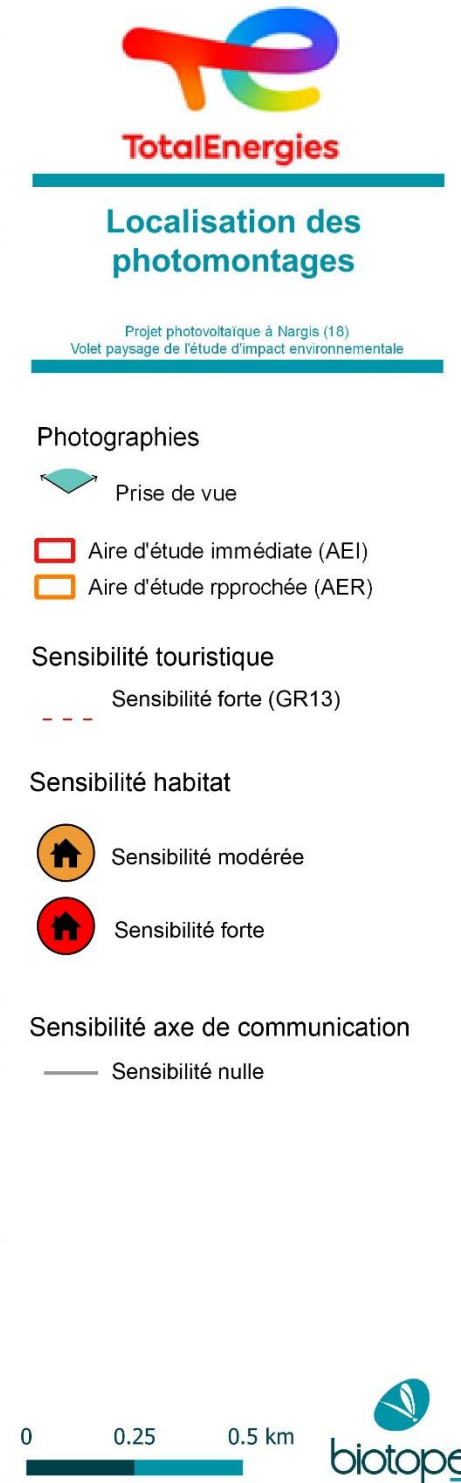 TotalEnergies
Localisation des
photomontages
Projet photovoltaïque à Nargis (18)
Volet paysage de l'étude d'impact environnementale
Photographies
Prise de vue
Aire d'étude immédiate (AEI)
Aire d'étude rpprochée (AER)
Sensibilité touristique
Sensibilité forte (GR13)
Sensibilité habitat
Sensibilité modérée
Sensibilité forte
Sensibilité axe de communication
Sensibilité nulle
0 0.25 0.5 km
biotope